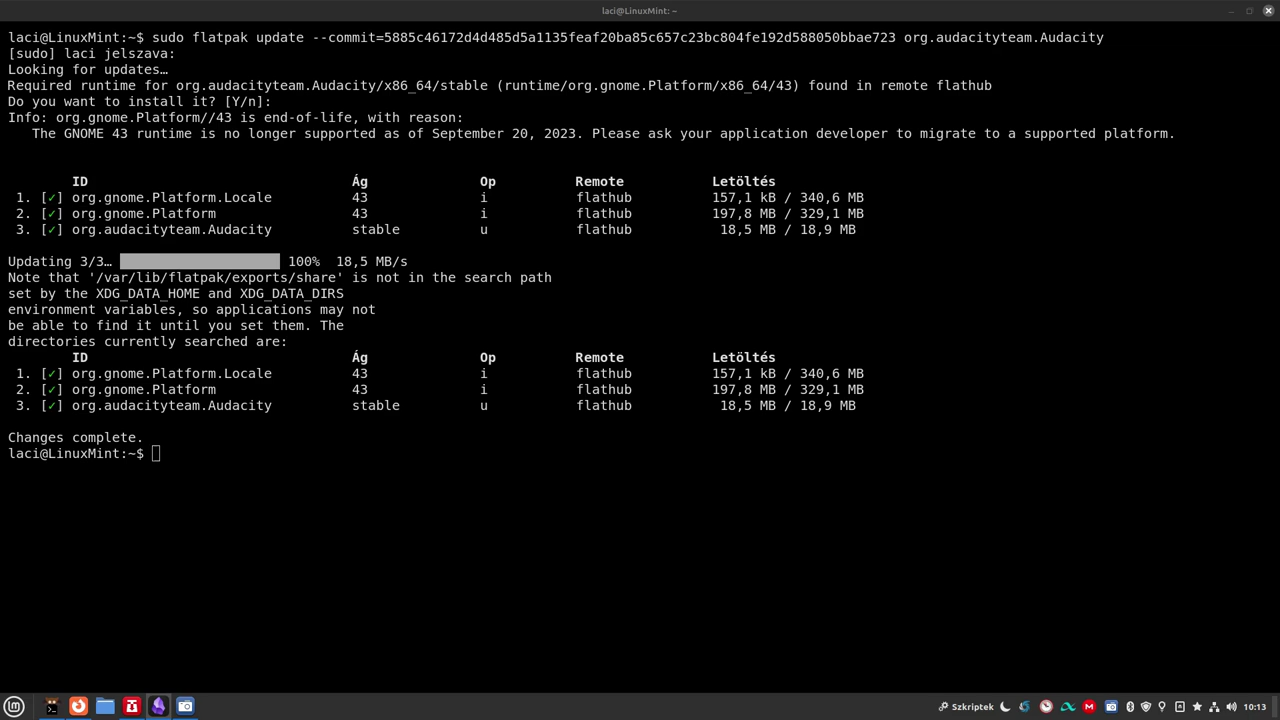 laci@LinuxMint: ~
laci@LinuxMint:~$ sudo flatpak update --commit=5885c46172d4d485d5a1135feaf20ba85c657c23bc804fe192d588050bbae723 org.audacityteam.Audacity
[sudo] laci jelszava:
Looking for updates…
Required runtime for org.audacityteam.Audacity/x86_64/stable (runtime/org.gnome.Platform/x86_64/43) found in remote flathub
Do you want to install it? [Y/n]:
Info: org.gnome.Platform//43 is end-of-life, with reason:
   The GNOME 43 runtime is no longer supported as of September 20, 2023. Please ask your application developer to migrate to a supported platform.
ID Ág Op Remote Letöltés
1. [✓] org.gnome.Platform.Locale 43 i flathub 157,1 kB / 340,6 MB
2. [✓] org.gnome.Platform 43 i flathub 197,8 MB / 329,1 MB
3. [✓] org.audacityteam.Audacity stable u flathub 18,5 MB / 18,9 MB
Updating 3/3… 100% 18,5 MB/s
Note that '/var/lib/flatpak/exports/share' is not in the search path
set by the XDG_DATA_HOME and XDG_DATA_DIRS
environment variables, so applications may not
be able to find it until you set them. The
directories currently searched are:
ID Ág Op Remote Letöltés
1. [✓] org.gnome.Platform.Locale 43 i flathub 157,1 kB / 340,6 MB
2. [✓] org.gnome.Platform 43 i flathub 197,8 MB / 329,1 MB
3. [✓] org.audacityteam.Audacity stable u flathub 18,5 MB / 18,9 MB
Changes complete.
laci@LinuxMint:~$
Szkriptek 10:13